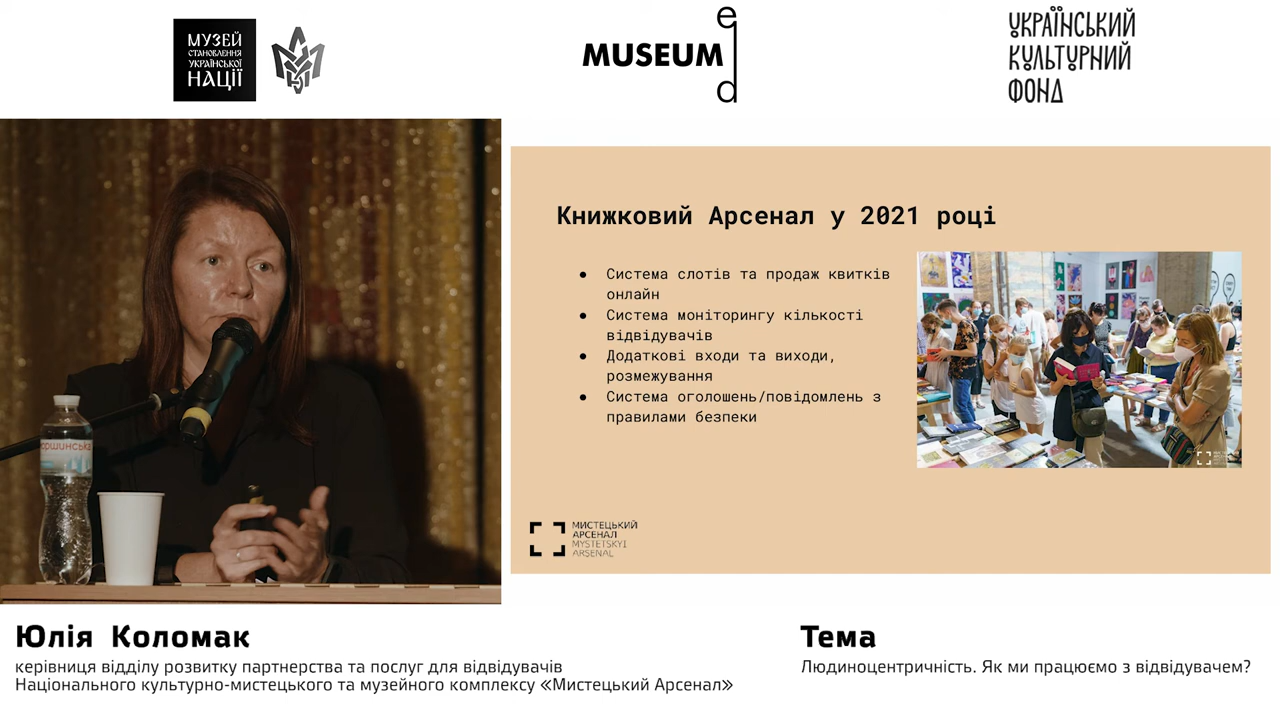 МУЗЕЙ
СТАНОВЛЕННЯ
УКРАЇНСЬКОЇ
НАЦІЇ
MUSEUM
ed
УКРАЇНСЬКИЙ
КУЛЬТУРНИЙ
ФОНД
Книжковий Арсенал у 2021 році
● Система слотів та продаж квитків
онлайн
● Система моніторингу кількості
відвідувачів
● Додаткові входи та виходи,
розмежування
● Система оголошень/повідомлень з
правилами безпеки
МИСТЕЦЬКИЙ
АРСЕНАЛ
MYSTETSKYI
ARSENAL
Юлія Коломак
керівниця відділу розвитку партнерства та послуг для відвідувачів
Національного культурно-мистецького та музейного комплексу «Мистецький Арсенал»
Тема
Людиноцентричність. Як ми працюємо з відвідувачем?